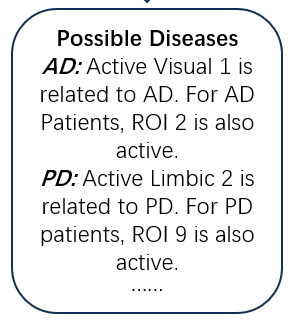 Possible Diseases
AD: Active Visual 1 is
related to AD. For AD
Patients, ROI 2 is also
active.
PD: Active Limbic 2 is
related to PD. For PD
patients, ROI 9 is also
active.
......